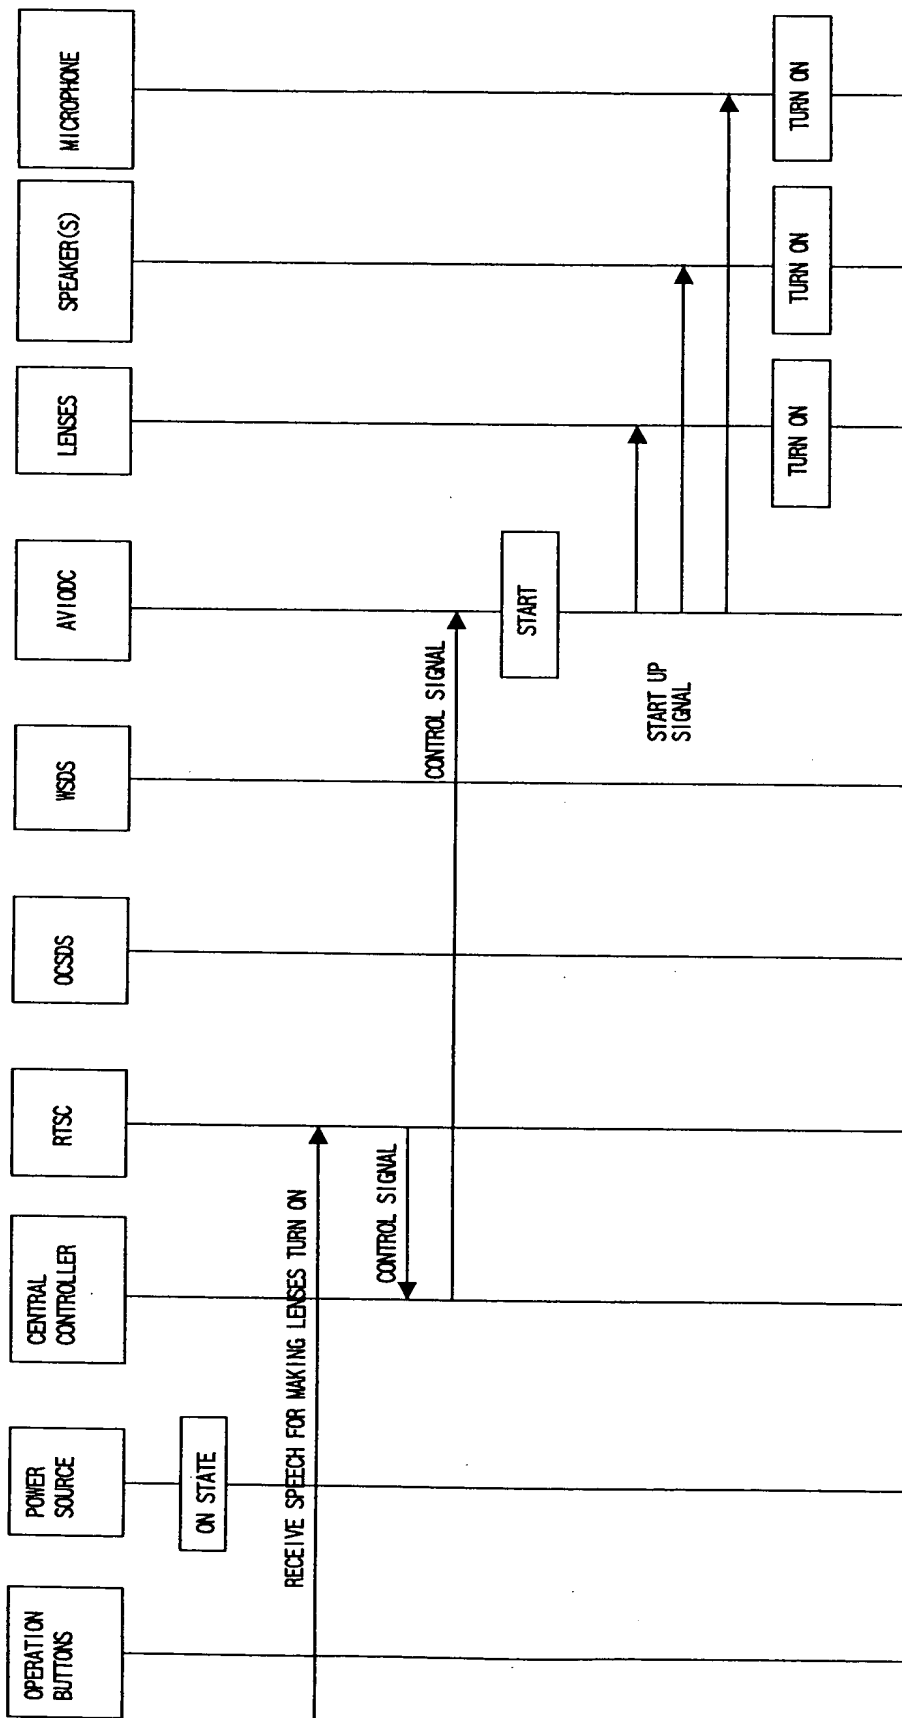 OPERATION
BUTTONS
POWER
SOURCE
CENTRAL
CONTROLLER
RTSC
OCSDS
WSDS
AVIODC
LENSES
SPEAKER(S)
MICROPHONE
ON STATE
RECEIVE SPEECH FOR MAKING LENSES TURN ON
CONTROL SIGNAL
CONTROL SIGNAL
START
START UP
SIGNAL
TURN ON
TURN ON
TURN ON